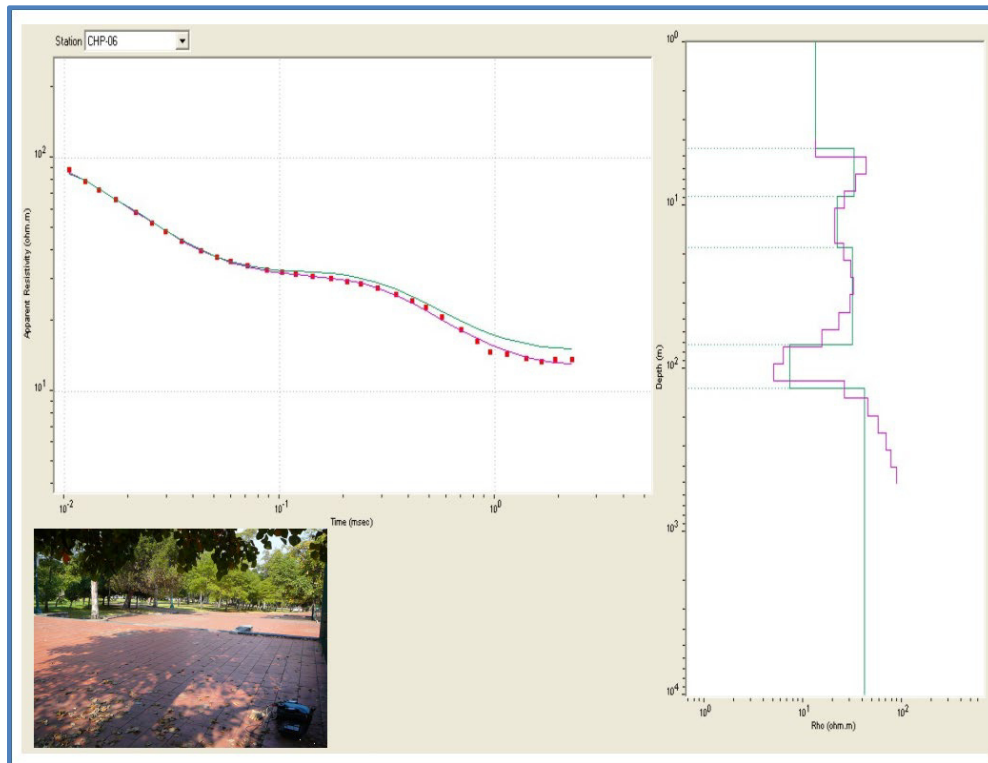 Station CHP-06
Apparent Resistivity (ohm.m)
10²
10¹
10⁻²
10⁻¹
10⁰
Time (msec)
Depth (m)
10⁰
10¹
10²
10³
10⁴
10⁰
10¹
10²
Rho (ohm.m)